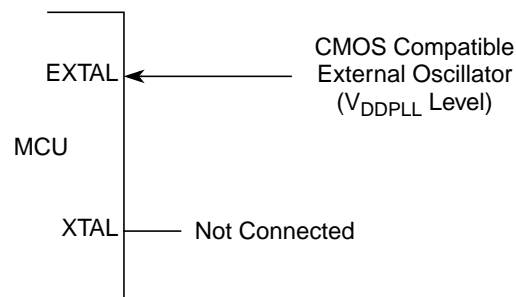 CMOS Compatible
External Oscillator
(VDDPLL Level)
EXTAL
MCU
XTAL
Not Connected